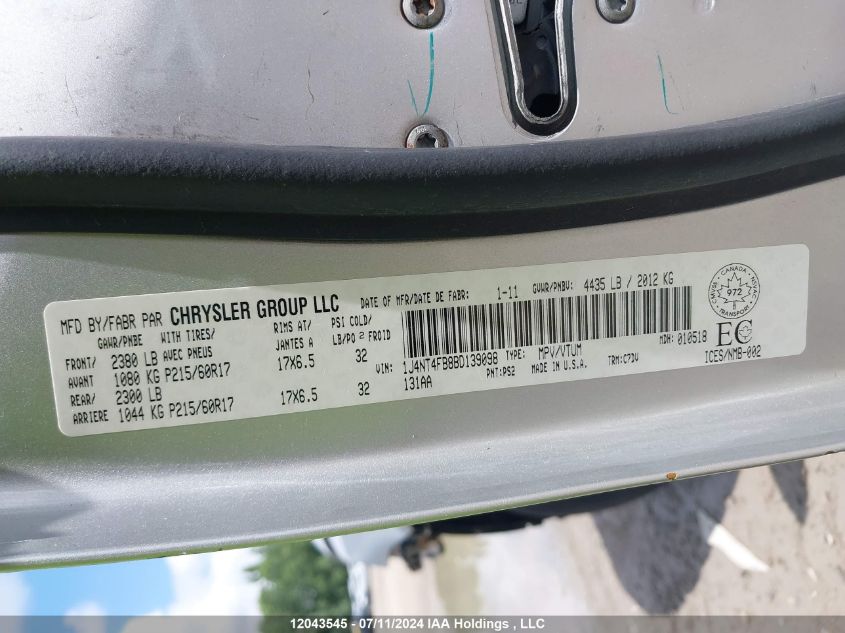 MFD BY/FABR PAR CHRYSLER GROUP LLC DATE OF MFR/DATE DE FABR: 1-11 GVWR/PNBV: 4435 LB / 2012 KG
GAWR/PNBE WITH TIRES/ RIMS AT/ PSI COLD/
AVEC PNEUS JANTES A LB/PO² FROID
FRONT/ 2380 LB
AVANT 1080 KG P215/60R17 17X6.5 32
REAR/ 2300 LB
ARRIERE 1044 KG P215/60R17 17X6.5 32
MDH: 010518
VIN: 1J4NT4FB8BD139098 TYPE: MPV/VTUM
131AA PNT: PS2 MADE IN U.S.A. TRM: C7DV
CANADA
972
TRANSPORT
NSVAC
NMVSS
EC
ICES/NMB-002
12043545 - 07/11/2024 IAA Holdings , LLC